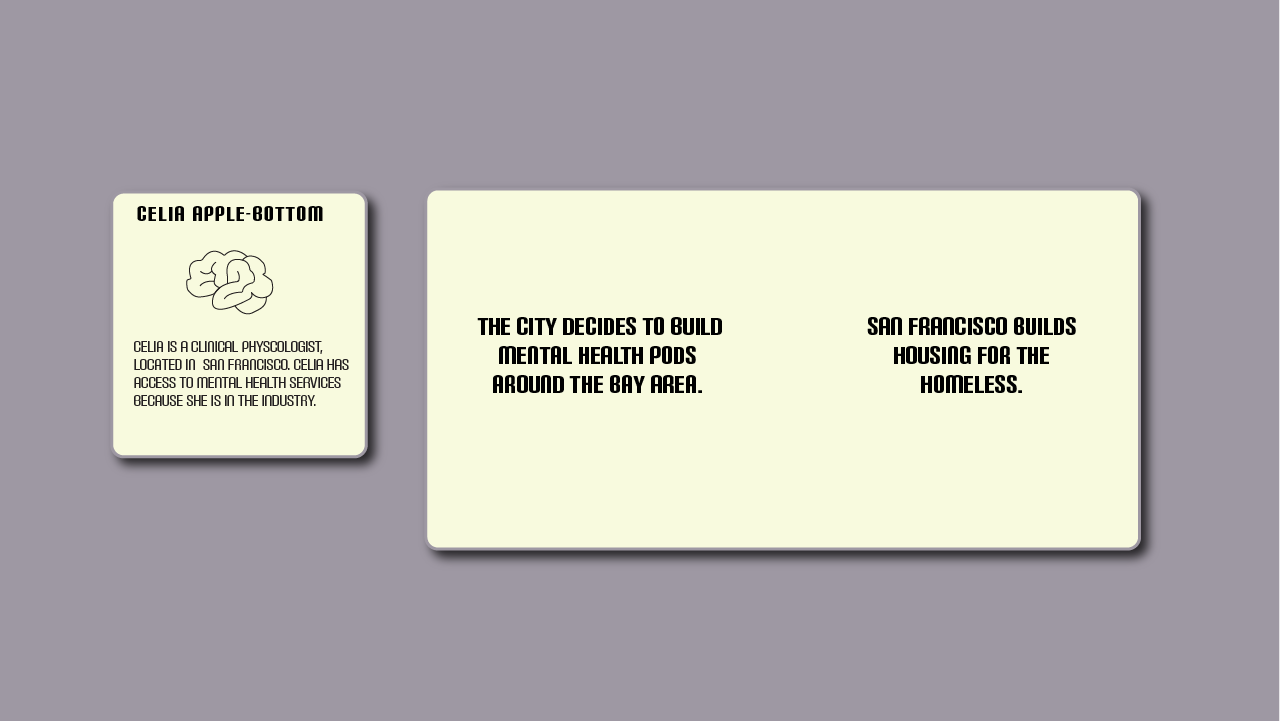 CELIA APPLE-BOTTOM
CELIA IS A CLINICAL PHYSCOLOGIST,
LOCATED IN SAN FRANCISCO. CELIA HAS
ACCESS TO MENTAL HEALTH SERVICES
BECAUSE SHE IS IN THE INDUSTRY.
THE CITY DECIDES TO BUILD
MENTAL HEALTH PODS
AROUND THE BAY AREA.
SAN FRANCISCO BUILDS
HOUSING FOR THE
HOMELESS.